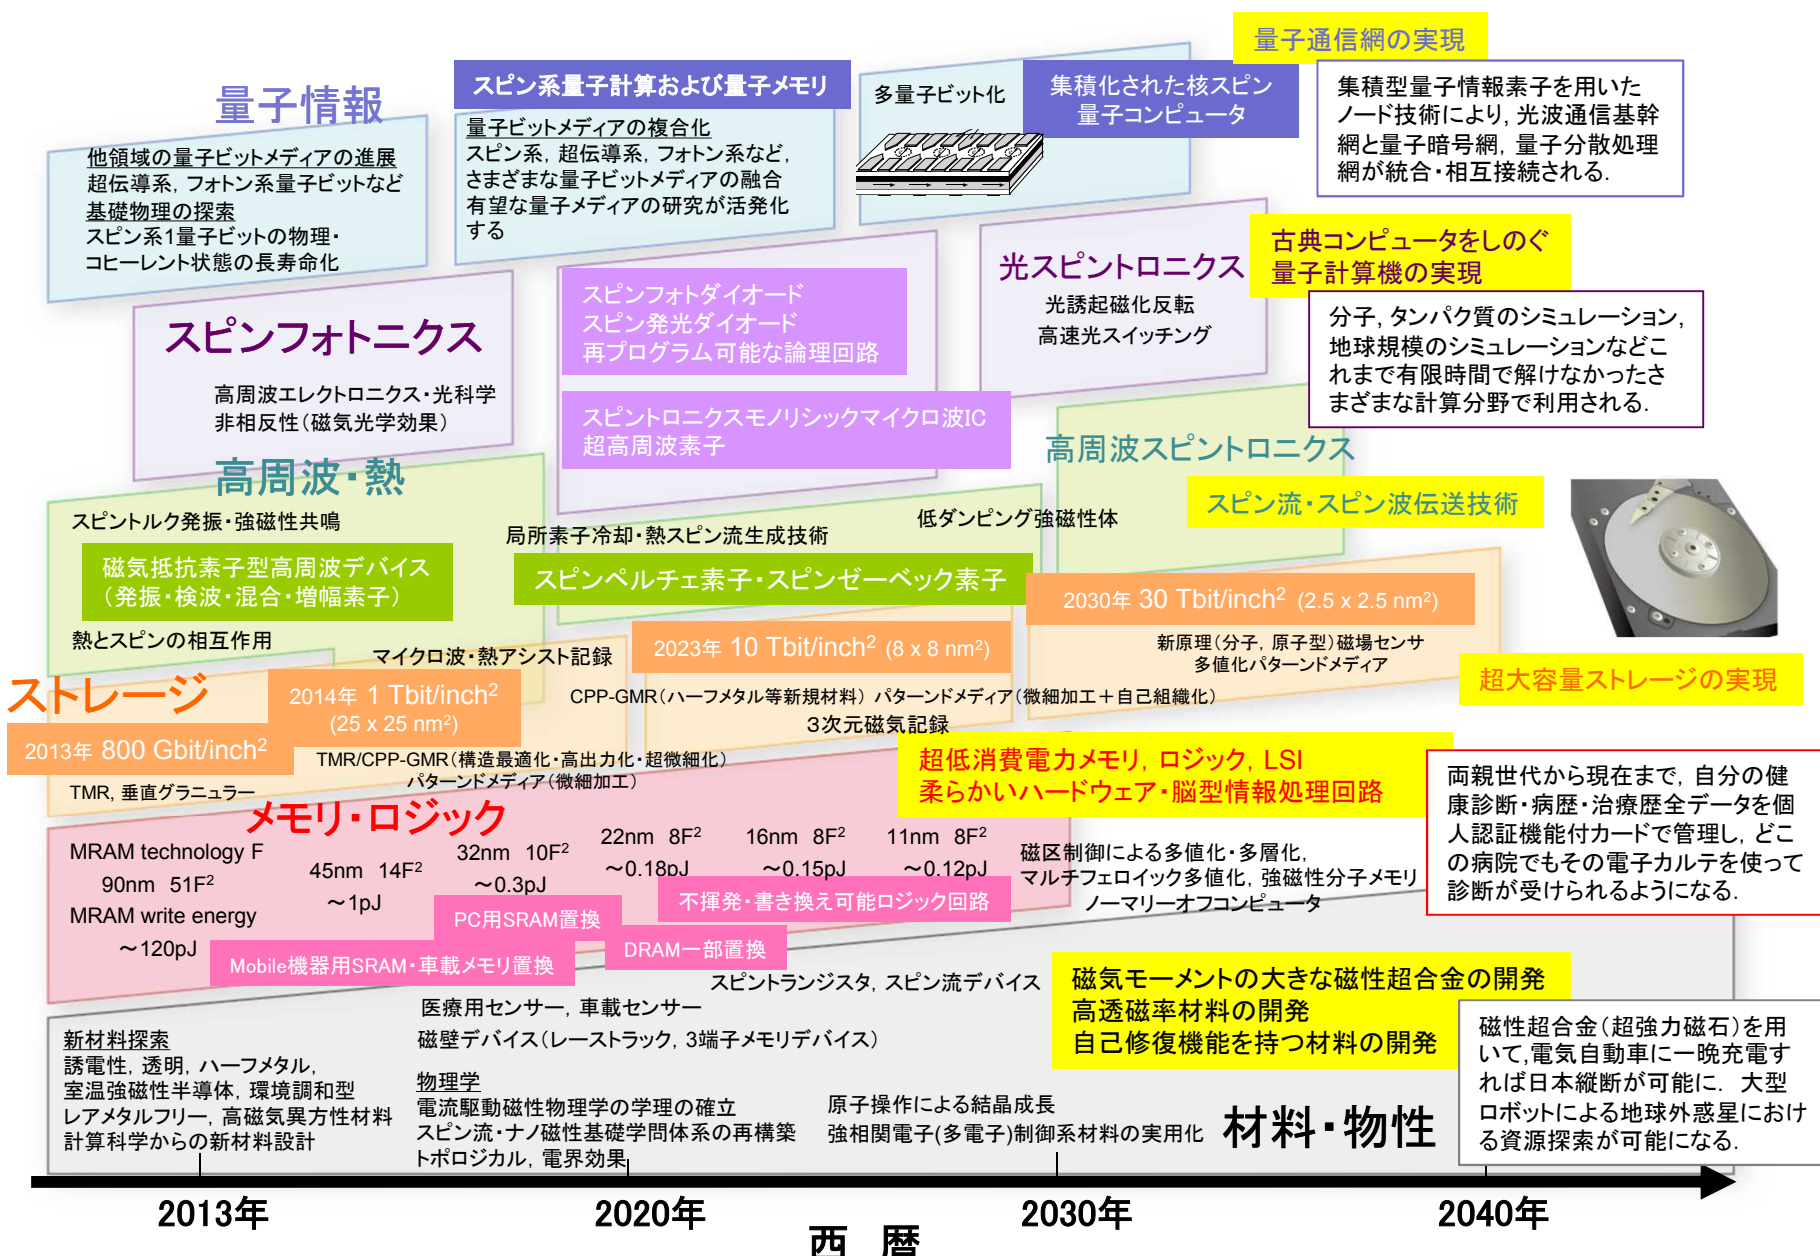 量子通信網の実現
集積型量子情報素子を用いた
ノード技術により, 光波通信基幹
網と量子暗号網, 量子分散処理
網が統合・相互接続される.
量子情報
他領域の量子ビットメディアの進展
超伝導系, フォトン系量子ビットなど
基礎物理の探索
スピン系1量子ビットの物理・
コヒーレント状態の長寿命化
スピン系量子計算および量子メモリ
量子ビットメディアの複合化
スピン系, 超伝導系, フォトン系など,
さまざまな量子ビットメディアの融合
有望な量子メディアの研究が活発化
する
多量子ビット化
集積化された核スピン
量子コンピュータ
古典コンピュータをしのぐ
量子計算機の実現
分子, タンパク質のシミュレーション,
地球規模のシミュレーションなどこ
れまで有限時間で解けなかったさ
まざまな計算分野で利用される.
スピンフォトニクス
高周波エレクトロニクス・光科学
非相反性(磁気光学効果)
スピンフォトダイオード
スピン発光ダイオード
再プログラム可能な論理回路
スピントロニクスモノリシックマイクロ波IC
超高周波素子
光スピントロニクス
光誘起磁化反転
高速光スイッチング
高周波・熱
スピントルク発振・強磁性共鳴
磁気抵抗素子型高周波デバイス
(発振・検波・混合・増幅素子)
熱とスピンの相互作用
局所素子冷却・熱スピン流生成技術
スピンペルチェ素子・スピンゼーベック素子
低ダンピング強磁性体
高周波スピントロニクス
スピン流・スピン波伝送技術
ストレージ
2013年 800 Gbit/inch²
TMR, 垂直グラニュラー
2014年 1 Tbit/inch²
(25 x 25 nm²)
マイクロ波・熱アシスト記録
TMR/CPP-GMR(構造最適化・高出力化・超微細化)
パターンドメディア(微細加工)
2023年 10 Tbit/inch² (8 x 8 nm²)
CPP-GMR(ハーフメタル等新規材料) パターンドメディア(微細加工+自己組織化)
3次元磁気記録
2030年 30 Tbit/inch² (2.5 x 2.5 nm²)
新原理(分子, 原子型)磁場センサ
多値化パターンドメディア
超大容量ストレージの実現
メモリ・ロジック
MRAM technology F
90nm 51F²
MRAM write energy
～120pJ
45nm 14F²
～1pJ
32nm 10F²
～0.3pJ
22nm 8F²
～0.18pJ
16nm 8F²
～0.15pJ
11nm 8F²
～0.12pJ
Mobile機器用SRAM・車載メモリ置換
PC用SRAM置換
DRAM一部置換
不揮発・書き換え可能ロジック回路
超低消費電力メモリ, ロジック, LSI
柔らかいハードウェア・脳型情報処理回路
磁区制御による多値化・多層化,
マルチフェロイック多値化, 強磁性分子メモリ
ノーマリーオフコンピュータ
両親世代から現在まで, 自分の健
康診断・病歴・治療歴全データを個
人認証機能付カードで管理し, どこ
の病院でもその電子カルテを使って
診断が受けられるようになる.
スピントランジスタ, スピン流デバイス
医療用センサー, 車載センサー
磁壁デバイス(レーストラック, 3端子メモリデバイス)
新材料探索
誘電性, 透明, ハーフメタル,
室温強磁性半導体, 環境調和型
レアメタルフリー, 高磁気異方性材料
計算科学からの新材料設計
物理学
電流駆動磁性物理学の学理の確立
スピン流・ナノ磁性基礎学問体系の再構築
トポロジカル, 電界効果
原子操作による結晶成長
強相関電子(多電子)制御系材料の実用化
磁気モーメントの大きな磁性超合金の開発
高透磁率材料の開発
自己修復機能を持つ材料の開発
材料・物性
磁性超合金(超強力磁石)を用
いて,電気自動車に一晩充電す
れば日本縦断が可能に. 大型
ロボットによる地球外惑星におけ
る資源探索が可能になる.
2013年
2020年
2030年
2040年
西 暦